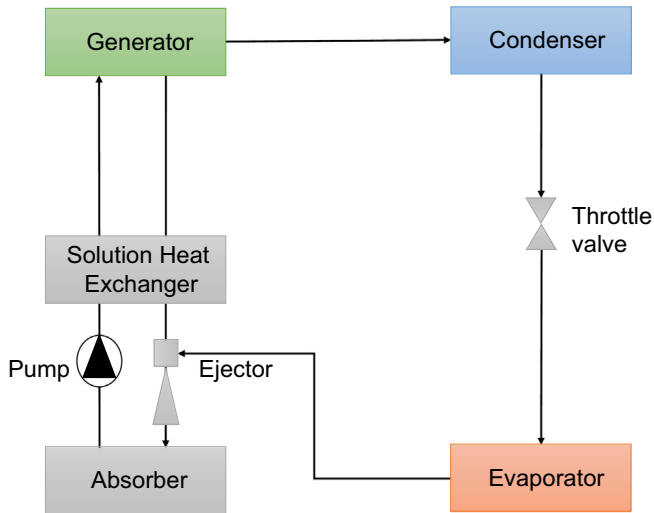 Generator
Condenser
Throttle
valve
Solution Heat
Exchanger
Pump
Ejector
Absorber
Evaporator